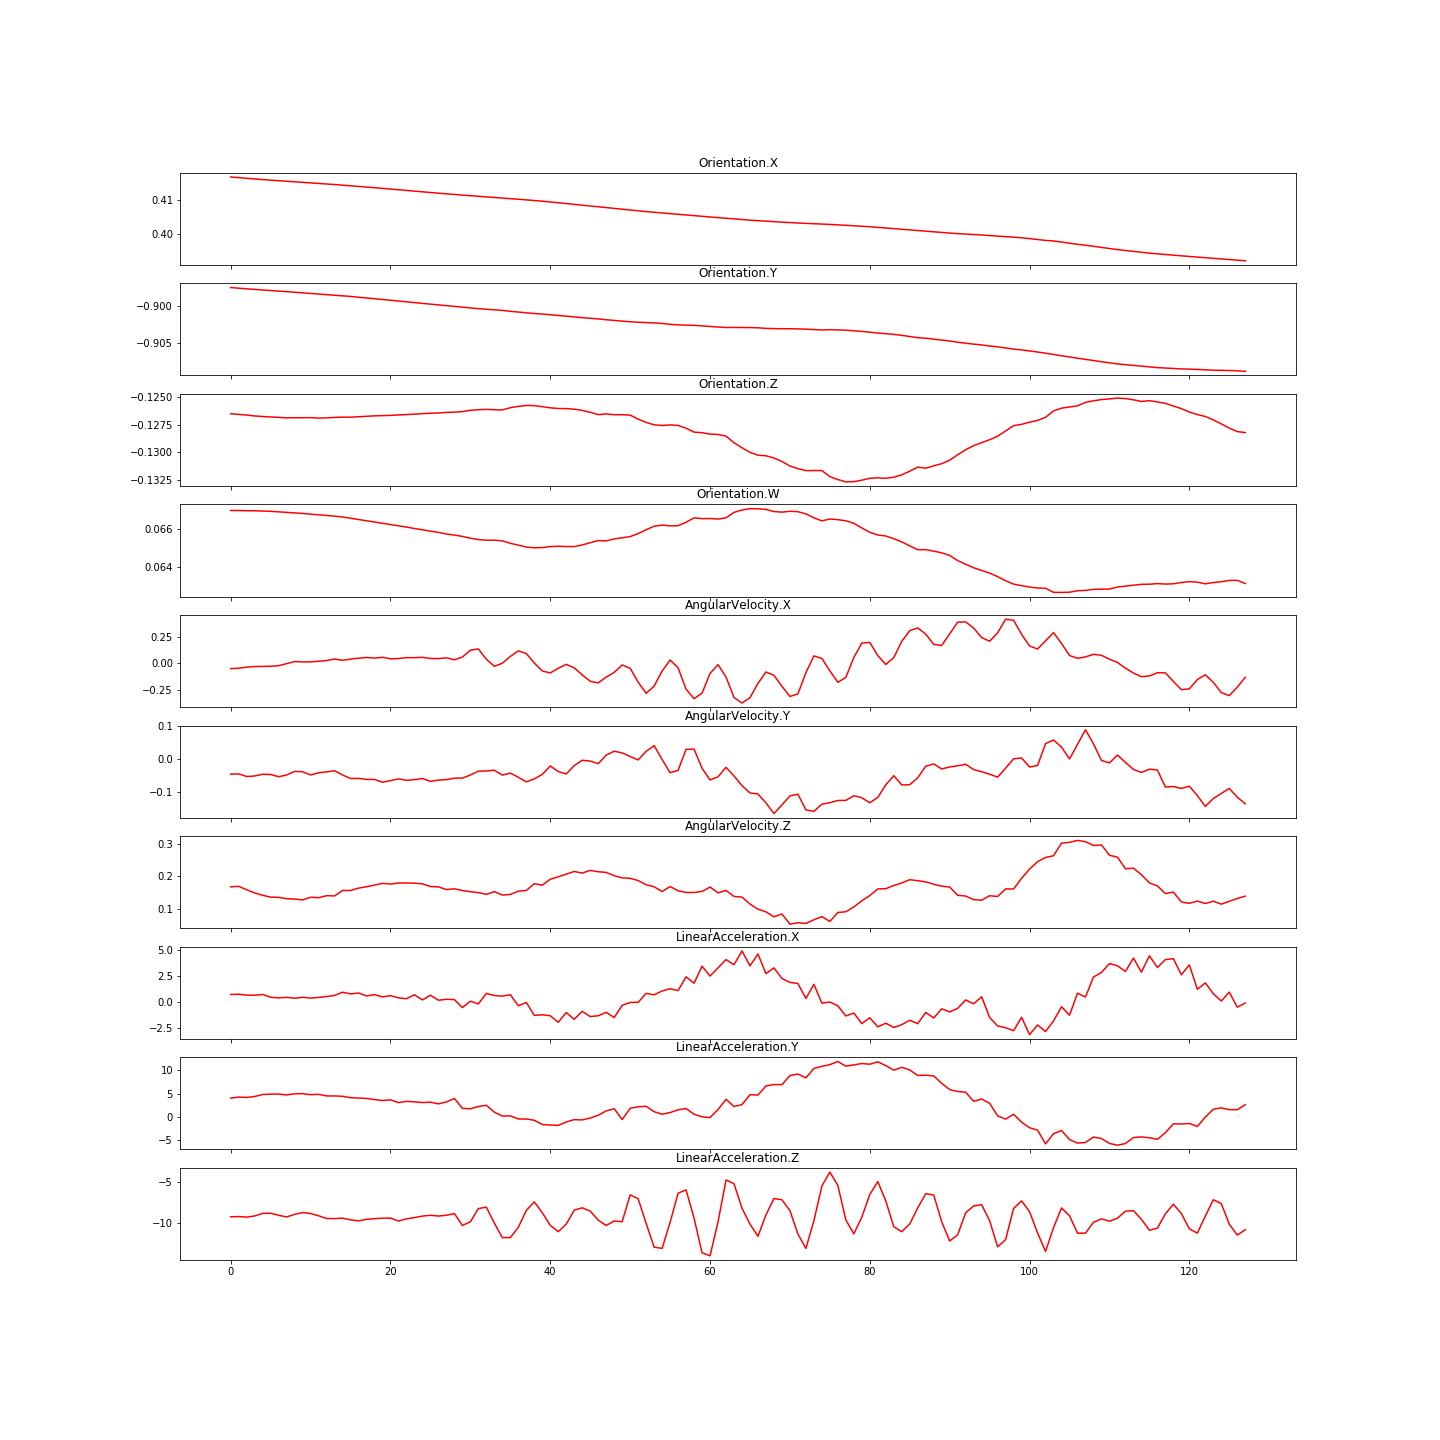 Orientation.X
0.41
0.40
Orientation.Y
−0.900
−0.905
Orientation.Z
−0.1250
−0.1275
−0.1300
−0.1325
Orientation.W
0.066
0.064
AngularVelocity.X
0.25
0.00
−0.25
AngularVelocity.Y
0.1
0.0
−0.1
AngularVelocity.Z
0.3
0.2
0.1
LinearAcceleration.X
5.0
2.5
0.0
−2.5
LinearAcceleration.Y
10
5
0
−5
LinearAcceleration.Z
−5
−10
0 20 40 60 80 100 120